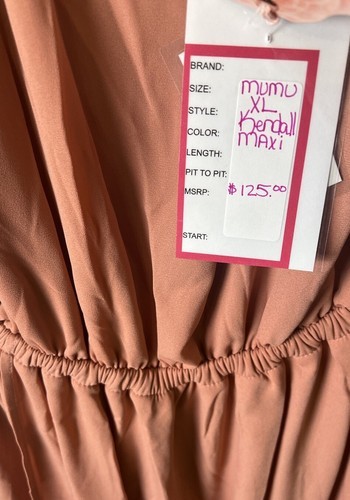 BRAND: mumu
SIZE: XL
STYLE: Kendall
COLOR: MAXi
LENGTH:
PIT TO PIT:
MSRP: $125.00
START: